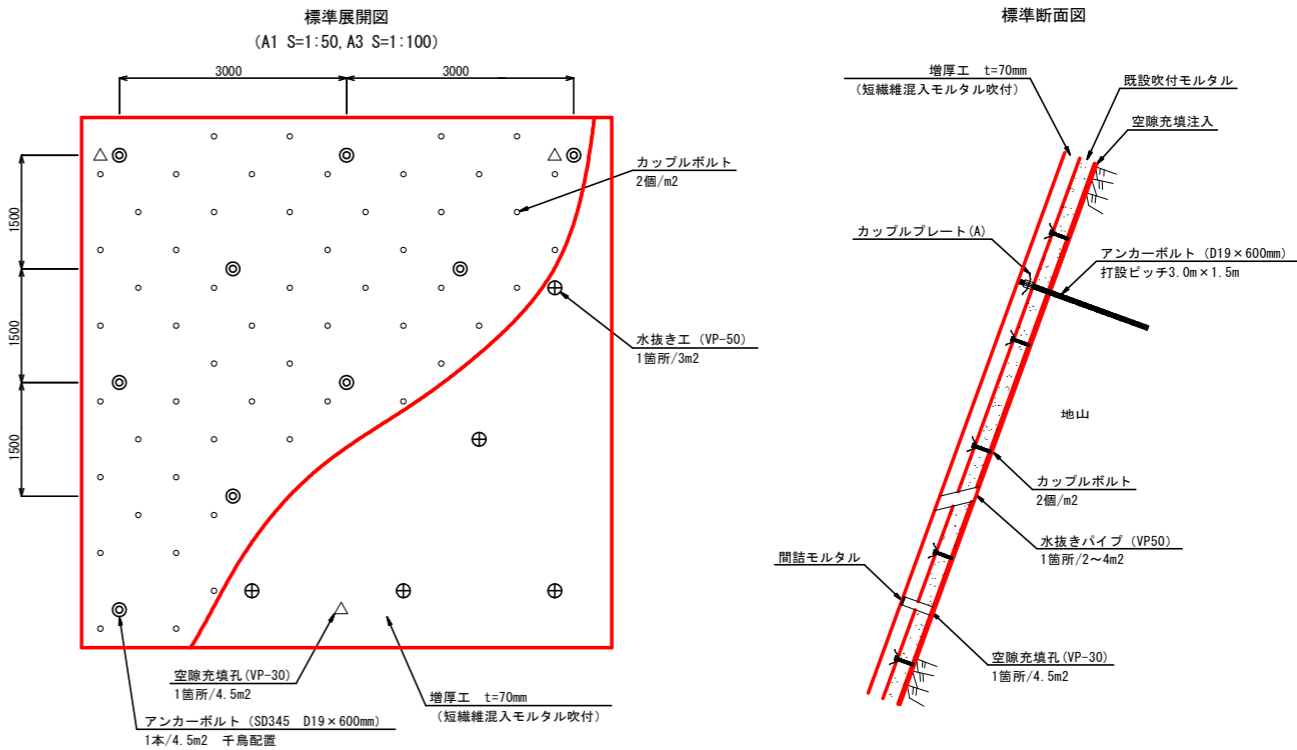 標準展開図
(A1 S=1:50,A3 S=1:100)
3000
3000
1500
1500
1500
カップルボルト
2個/m2
水抜き工 (VP-50)
1箇所/3m2
空隙充填孔(VP-30)
1箇所/4.5m2
増厚工 t=70mm
(短繊維混入モルタル吹付)
アンカーボルト (SD345 D19×600mm)
1本/4.5m2 千鳥配置
標準断面図
増厚工 t=70mm
(短繊維混入モルタル吹付)
既設吹付モルタル
空隙充填注入
カップルプレート(A)
アンカーボルト (D19×600mm)
打設ピッチ3.0m×1.5m
地山
カップルボルト
2個/m2
水抜きパイプ (VP50)
1箇所/2〜4m2
間詰モルタル
空隙充填孔(VP-30)
1箇所/4.5m2